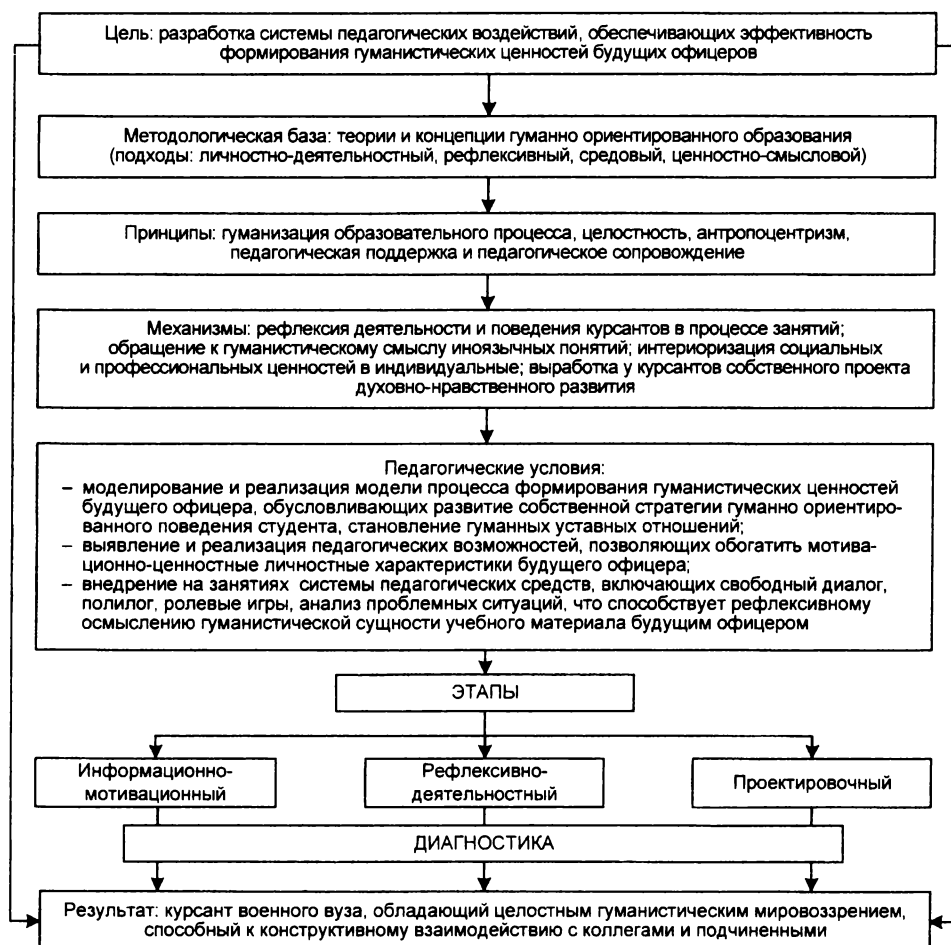 Цель: разработка системы педагогических воздействий, обеспечивающих эффективность
формирования гуманистических ценностей будущих офицеров
Методологическая база: теории и концепции гуманно ориентированного образования
(подходы: личностно-деятельностный, рефлексивный, средовый, ценностно-смысловой)
Принципы: гуманизация образовательного процесса, целостность, антропоцентризм,
педагогическая поддержка и педагогическое сопровождение
Механизмы: рефлексия деятельности и поведения курсантов в процессе занятий;
обращение к гуманистическому смыслу иноязычных понятий; интериоризация социальных
и профессиональных ценностей в индивидуальные; выработка у курсантов собственного проекта
духовно-нравственного развития
Педагогические условия:
– моделирование и реализация модели процесса формирования гуманистических ценностей
будущего офицера, обусловливающих развитие собственной стратегии гуманно ориентиро-
ванного поведения студента, становление гуманных уставных отношений;
– выявление и реализация педагогических возможностей, позволяющих обогатить мотива-
ционно-ценностные личностные характеристики будущего офицера;
– внедрение на занятиях системы педагогических средств, включающих свободный диалог,
полилог, ролевые игры, анализ проблемных ситуаций, что способствует рефлексивному
осмыслению гуманистической сущности учебного материала будущим офицером
ЭТАПЫ
Информационно-
мотивационный
Рефлексивно-
деятельностный
Проектировочный
ДИАГНОСТИКА
Результат: курсант военного вуза, обладающий целостным гуманистическим мировоззрением,
способный к конструктивному взаимодействию с коллегами и подчиненными